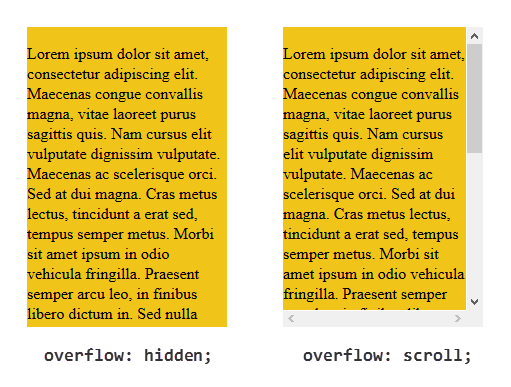 Lorem ipsum dolor sit amet,
consectetur adipiscing elit.
Maecenas congue convallis
magna, vitae laoreet purus
sagittis quis. Nam cursus elit
vulputate dignissim vulputate.
Maecenas ac scelerisque orci.
Sed at dui magna. Cras metus
lectus, tincidunt a erat sed,
tempus semper metus. Morbi
sit amet ipsum in odio
vehicula fringilla. Praesent
semper arcu leo, in finibus
libero dictum in. Sed nulla
overflow: hidden;
Lorem ipsum dolor sit amet,
consectetur adipiscing elit.
Maecenas congue convallis
magna, vitae laoreet purus
sagittis quis. Nam cursus
elit vulputate dignissim
vulputate. Maecenas ac
scelerisque orci. Sed at dui
magna. Cras metus lectus,
tincidunt a erat sed, tempus
semper metus. Morbi sit
amet ipsum in odio vehicula
fringilla. Praesent semper
overflow: scroll;